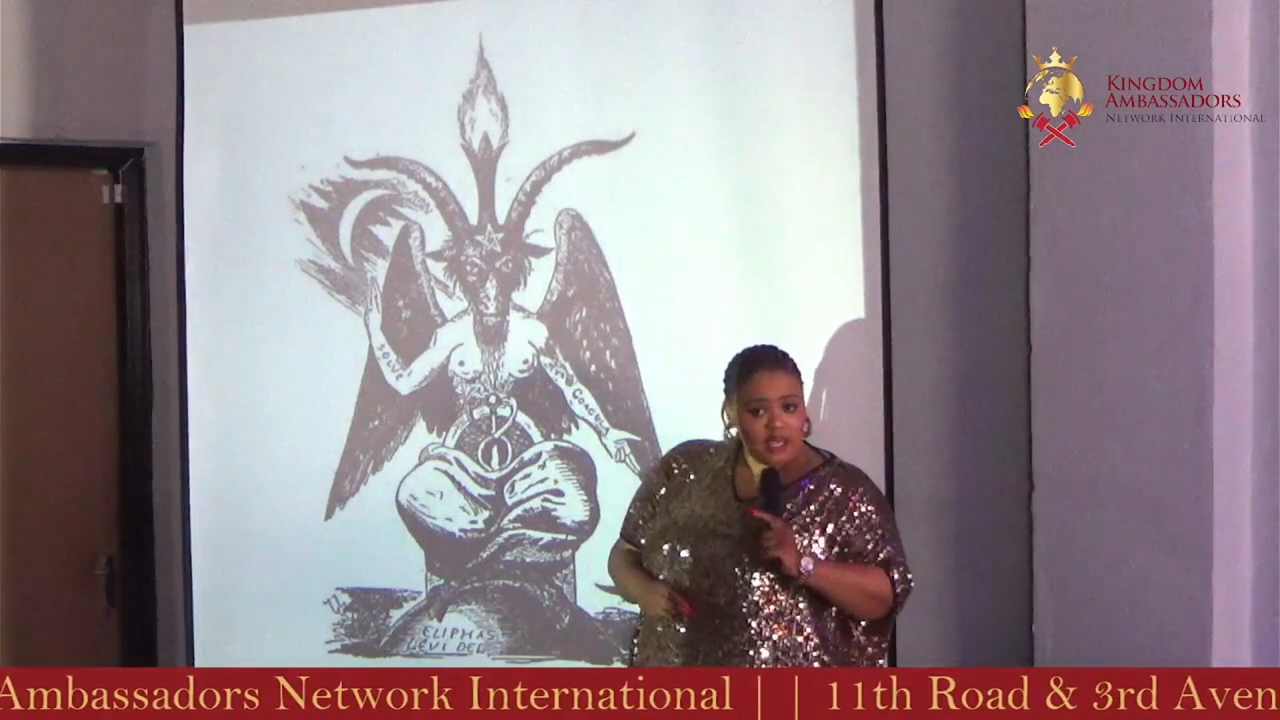 KINGDOM
AMBASSADORS
NETWORK INTERNATIONAL
SOLVE
COAGULA
ELIPHAS
LEVI DEL
Ambassadors Network International | | 11th Road & 3rd Aven